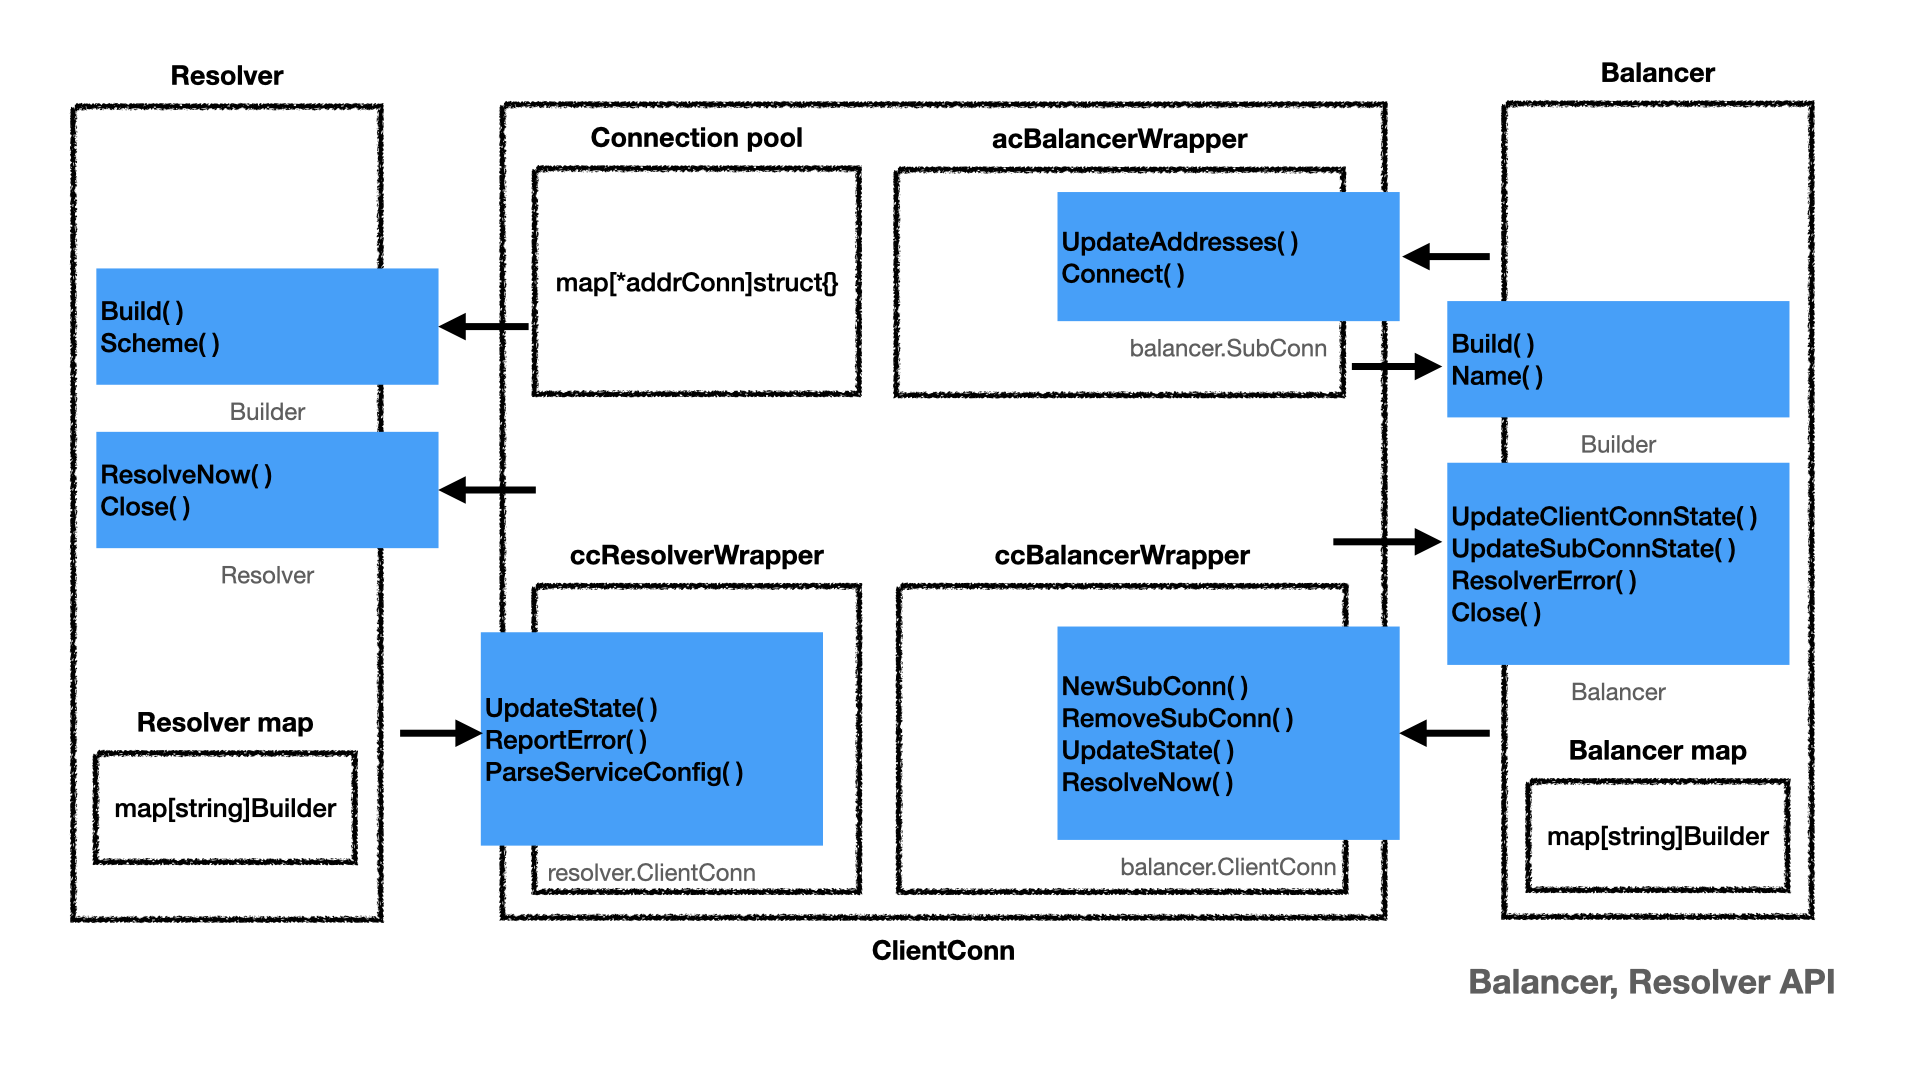 Resolver
Build( )
Scheme( )
Builder
ResolveNow( )
Close( )
Resolver
Resolver map
map[string]Builder
Connection pool
map[*addrConn]struct{}
acBalancerWrapper
UpdateAddresses( )
Connect( )
balancer.SubConn
ccResolverWrapper
UpdateState( )
ReportError( )
ParseServiceConfig( )
resolver.ClientConn
ccBalancerWrapper
NewSubConn( )
RemoveSubConn( )
UpdateState( )
ResolveNow( )
balancer.ClientConn
ClientConn
Balancer
Build( )
Name( )
Builder
UpdateClientConnState( )
UpdateSubConnState( )
ResolverError( )
Close( )
Balancer
Balancer map
map[string]Builder
Balancer, Resolver API